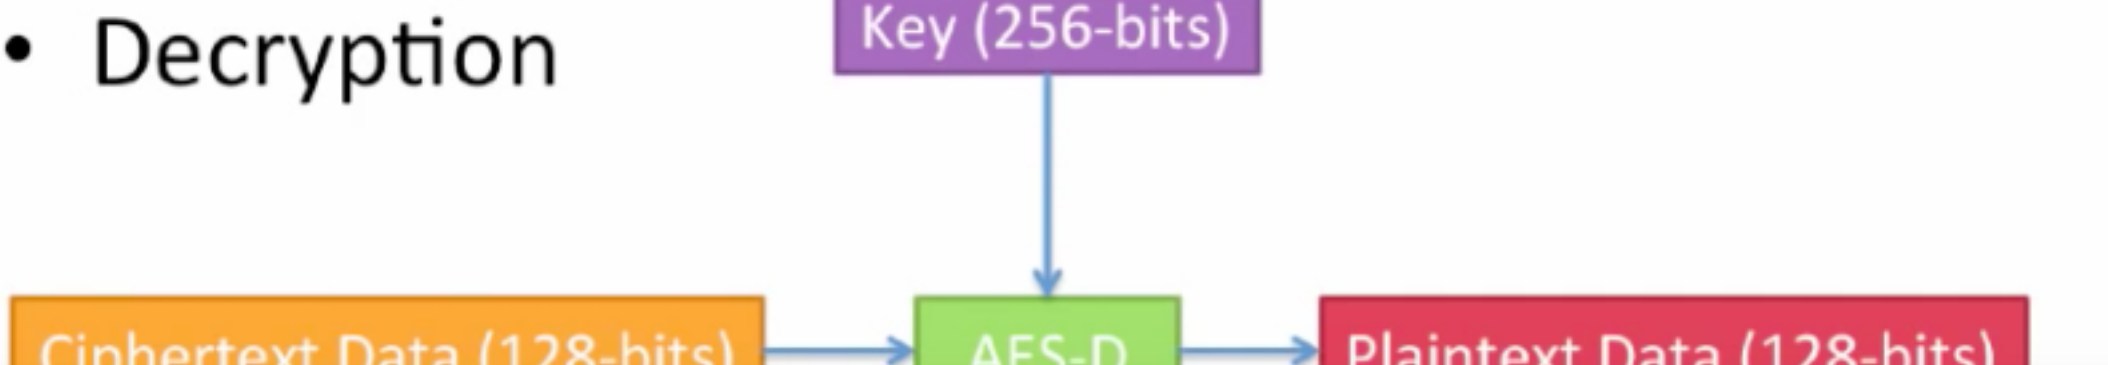 • Decryption
Key (256-bits)
Ciphertext Data (128-bits)
AES-D
Plaintext Data (128-bits)